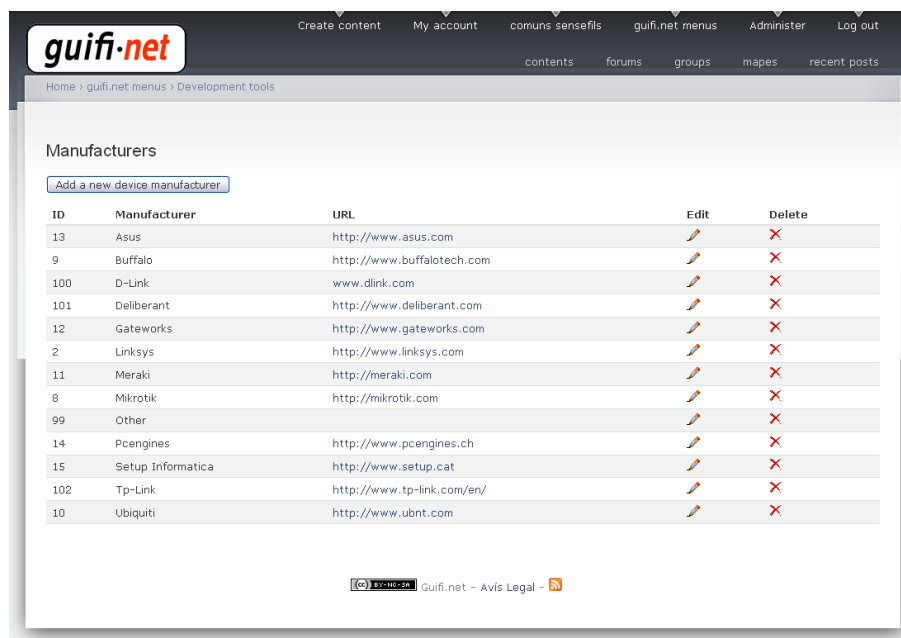 Create content My account comuns sensefils guifi.net menus Administer Log out
guifi·net
contents forums groups mapes recent posts
Home › guifi.net menus › Development tools
Manufacturers
Add a new device manufacturer
ID Manufacturer URL Edit Delete
13 Asus http://www.asus.com
9 Buffalo http://www.buffalotech.com
100 D-Link www.dlink.com
101 Deliberant http://www.deliberant.com
12 Gateworks http://www.gateworks.com
2 Linksys http://www.linksys.com
11 Meraki http://meraki.com
8 Mikrotik http://mikrotik.com
99 Other
14 Pcengines http://www.pcengines.ch
15 Setup Informatica http://www.setup.cat
102 Tp-Link http://www.tp-link.com/en/
10 Ubiquiti http://www.ubnt.com
(cc) BY-NC-SA Guifi.net - Avís Legal -